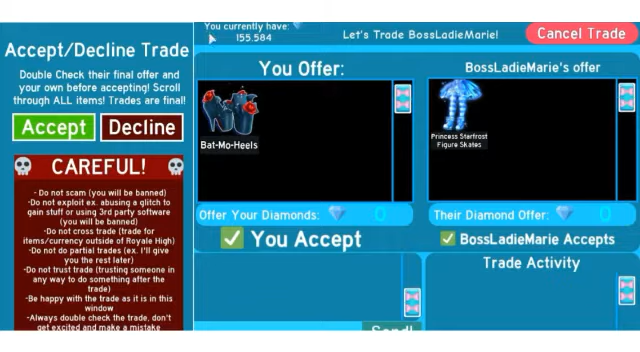 Accept/Decline Trade
Double Check their final offer and
your own before accepting! Scroll
through ALL items! Trades are final!
Accept
Decline
CAREFUL!
- Do not scam (you will be banned)
-Do not exploit ex. abusing a glitch to
gain stuff or using 3rd party software
(you will be banned)
-Do not cross trade (trade for
items/currency outside of Royale High)
-Do not do partial trades (ex. I'll give
you the rest later)
-Do not trust trade (trusting someone in
any way to do something after the
trade)
-Be happy with the trade as it is in this
window
-Always double check the trade, don't
get excited and make a mistake
You currently have:
155,584
Let's Trade BossLadieMarie!
Cancel Trade
You Offer:
Bat-Mo-Heels
Offer Your Diamonds:
0
You Accept
BossLadieMarie's offer
Princess Starfrost
Figure Skates
Their Diamond Offer:
0
BossLadieMarie Accepts
Trade Activity
Send!